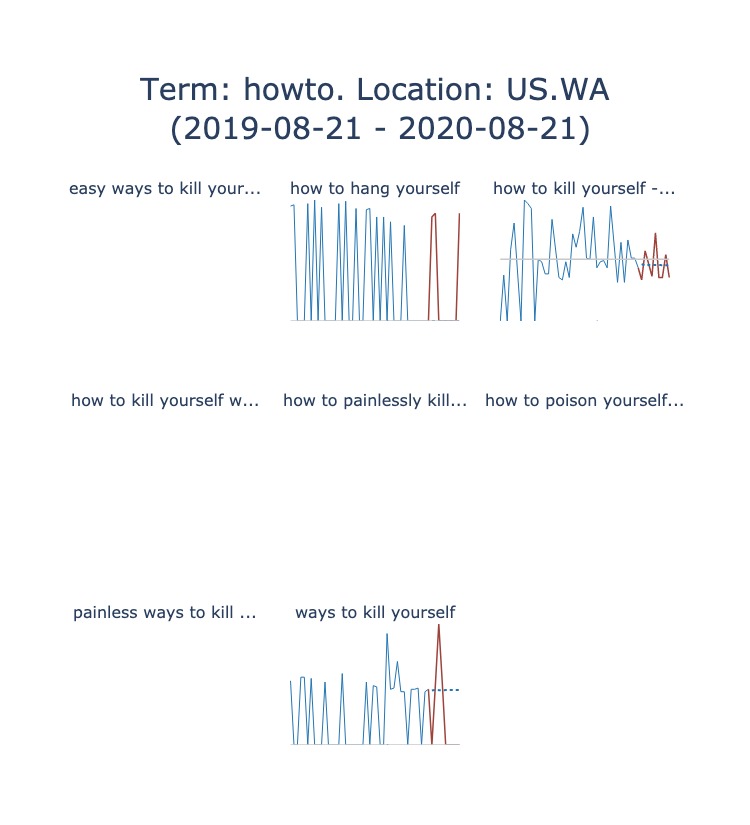 Term: howto. Location: US.WA
(2019-08-21 - 2020-08-21)
easy ways to kill your...
how to hang yourself
how to kill yourself -...
how to kill yourself w...
how to painlessly kill...
how to poison yourself...
painless ways to kill ...
ways to kill yourself